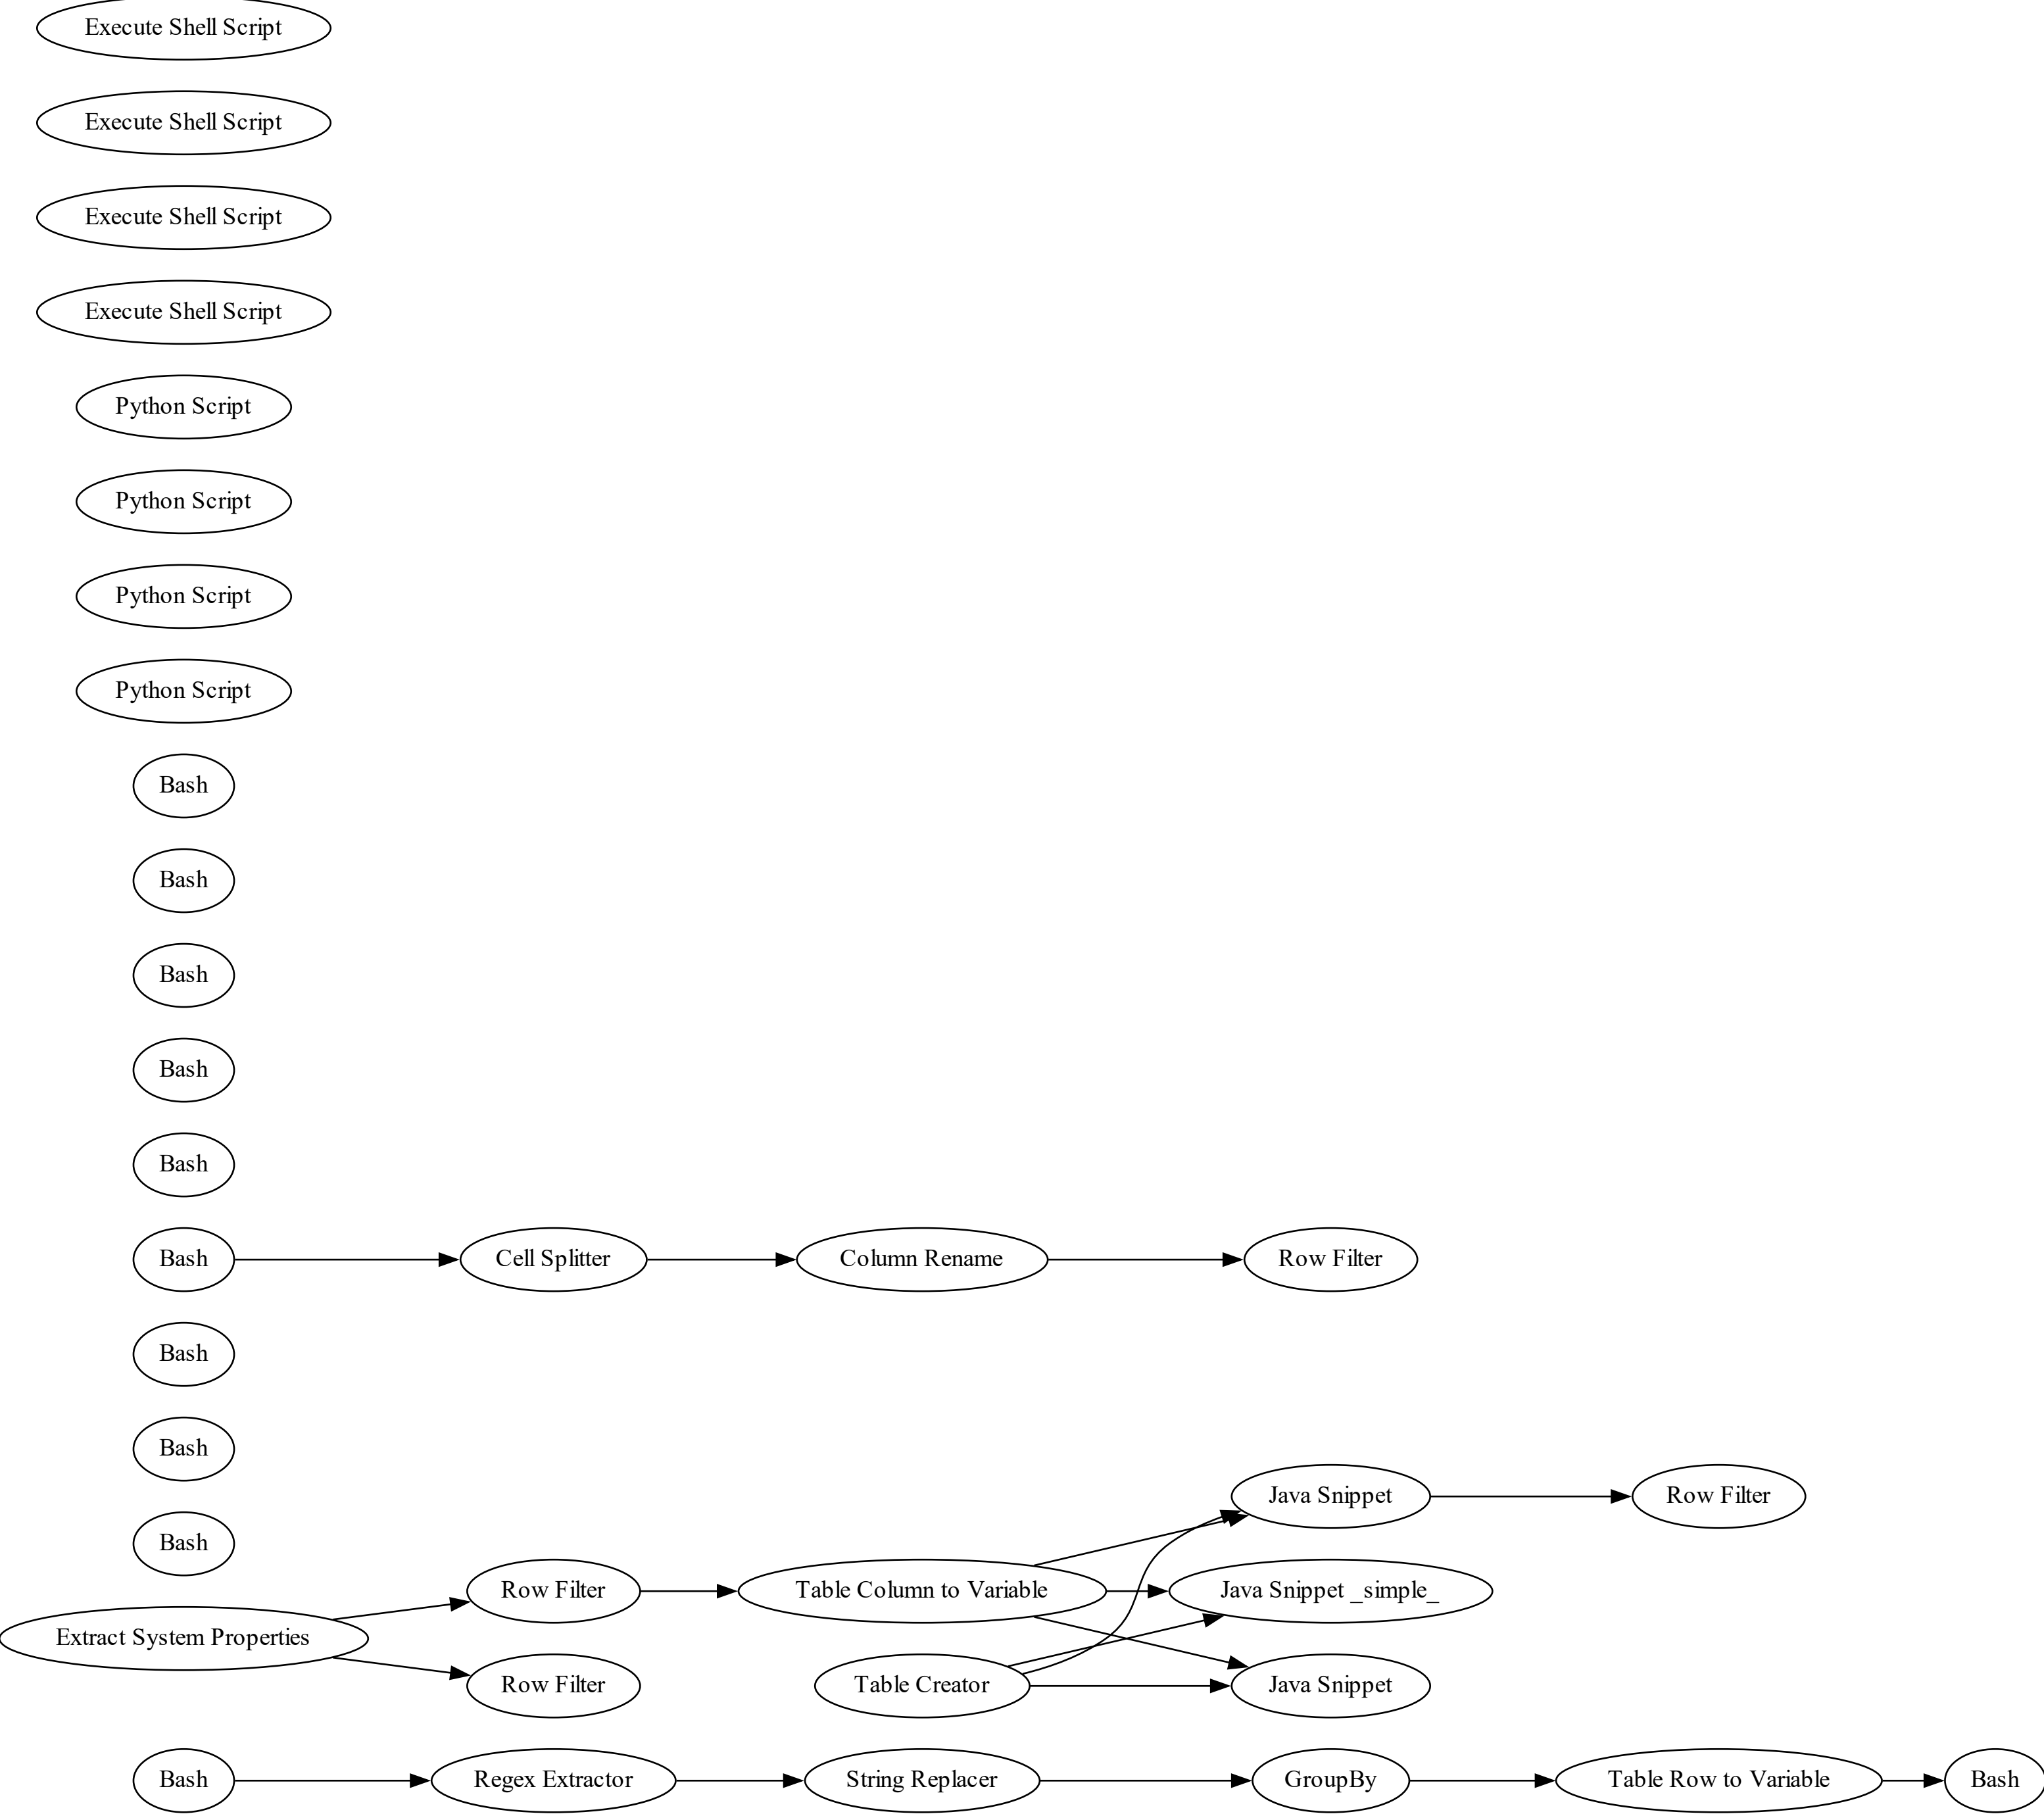 Execute Shell Script
Execute Shell Script
Execute Shell Script
Execute Shell Script
Python Script
Python Script
Python Script
Python Script
Bash
Bash
Bash
Bash
Bash
Bash
Cell Splitter
Column Rename
Row Filter
Bash
Bash
Java Snippet
Row Filter
Bash
Row Filter
Table Column to Variable
Java Snippet _simple_
Extract System Properties
Row Filter
Table Creator
Java Snippet
Bash
Regex Extractor
String Replacer
GroupBy
Table Row to Variable
Bash